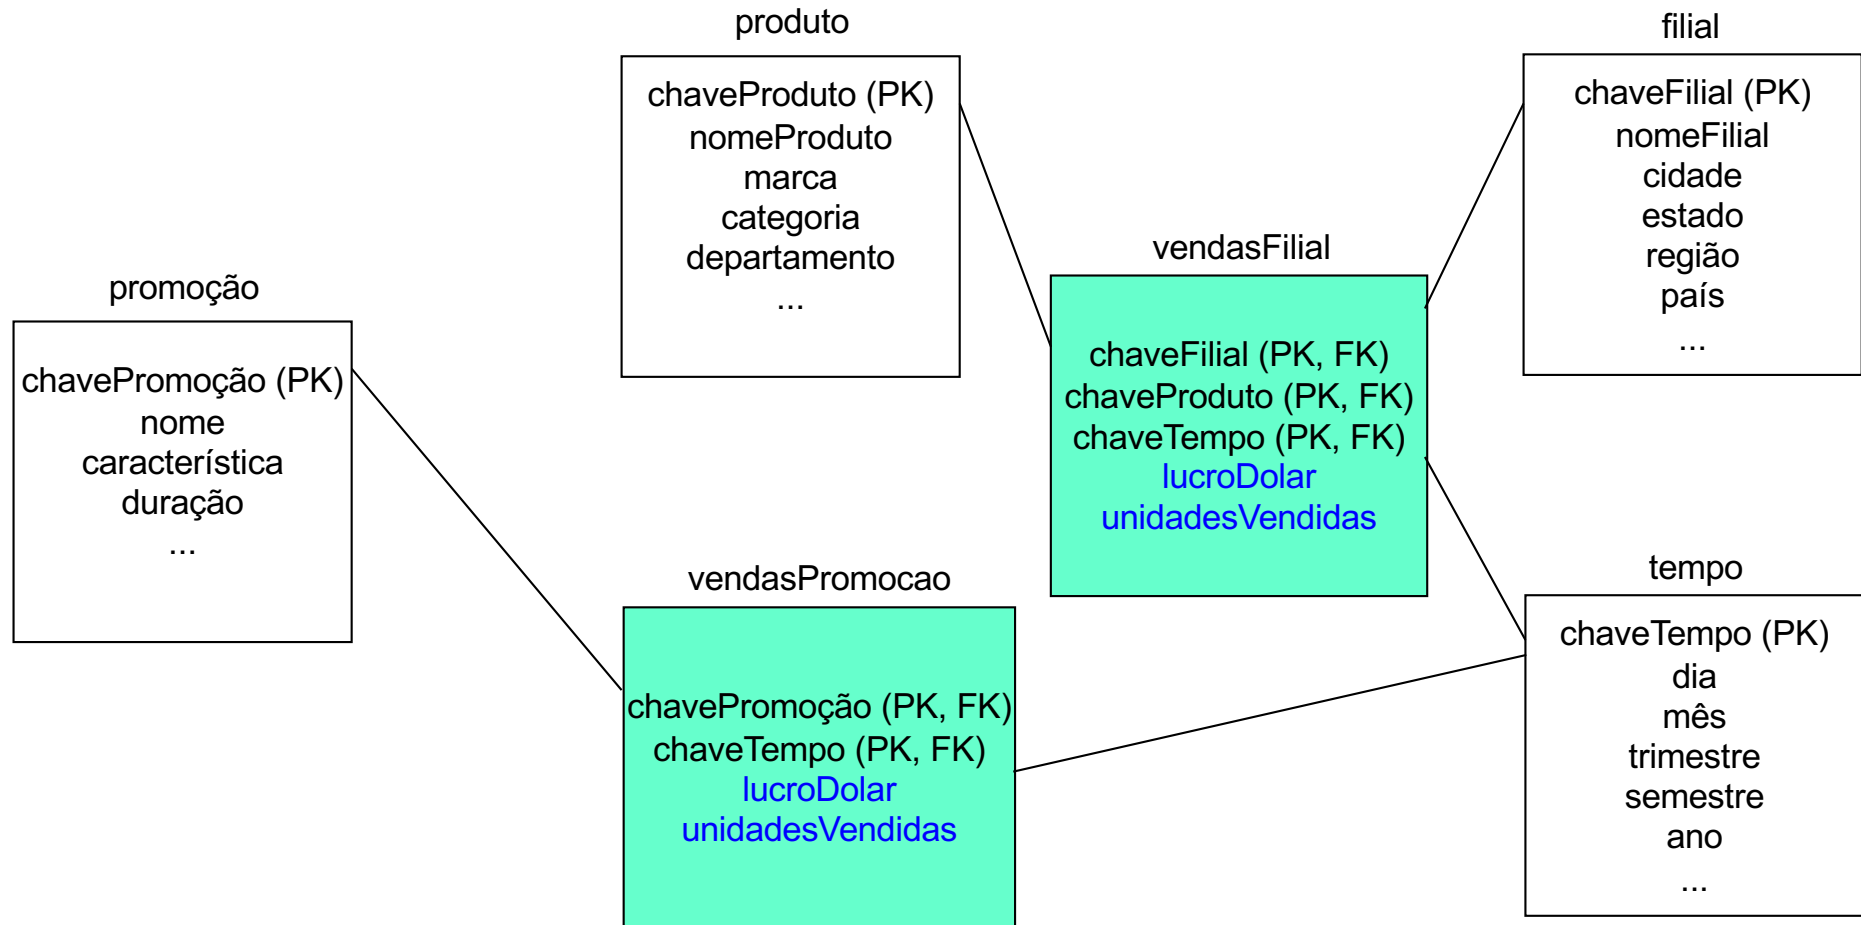 produto
chaveProduto (PK)
nomeProduto
marca
categoria
departamento
...
filial
chaveFilial (PK)
nomeFilial
cidade
estado
região
país
...
vendasFilial
chaveFilial (PK, FK)
chaveProduto (PK, FK)
chaveTempo (PK, FK)
lucroDolar
unidadesVendidas
promoção
chavePromoção (PK)
nome
característica
duração
...
vendasPromocao
chavePromoção (PK, FK)
chaveTempo (PK, FK)
lucroDolar
unidadesVendidas
tempo
chaveTempo (PK)
dia
mês
trimestre
semestre
ano
...